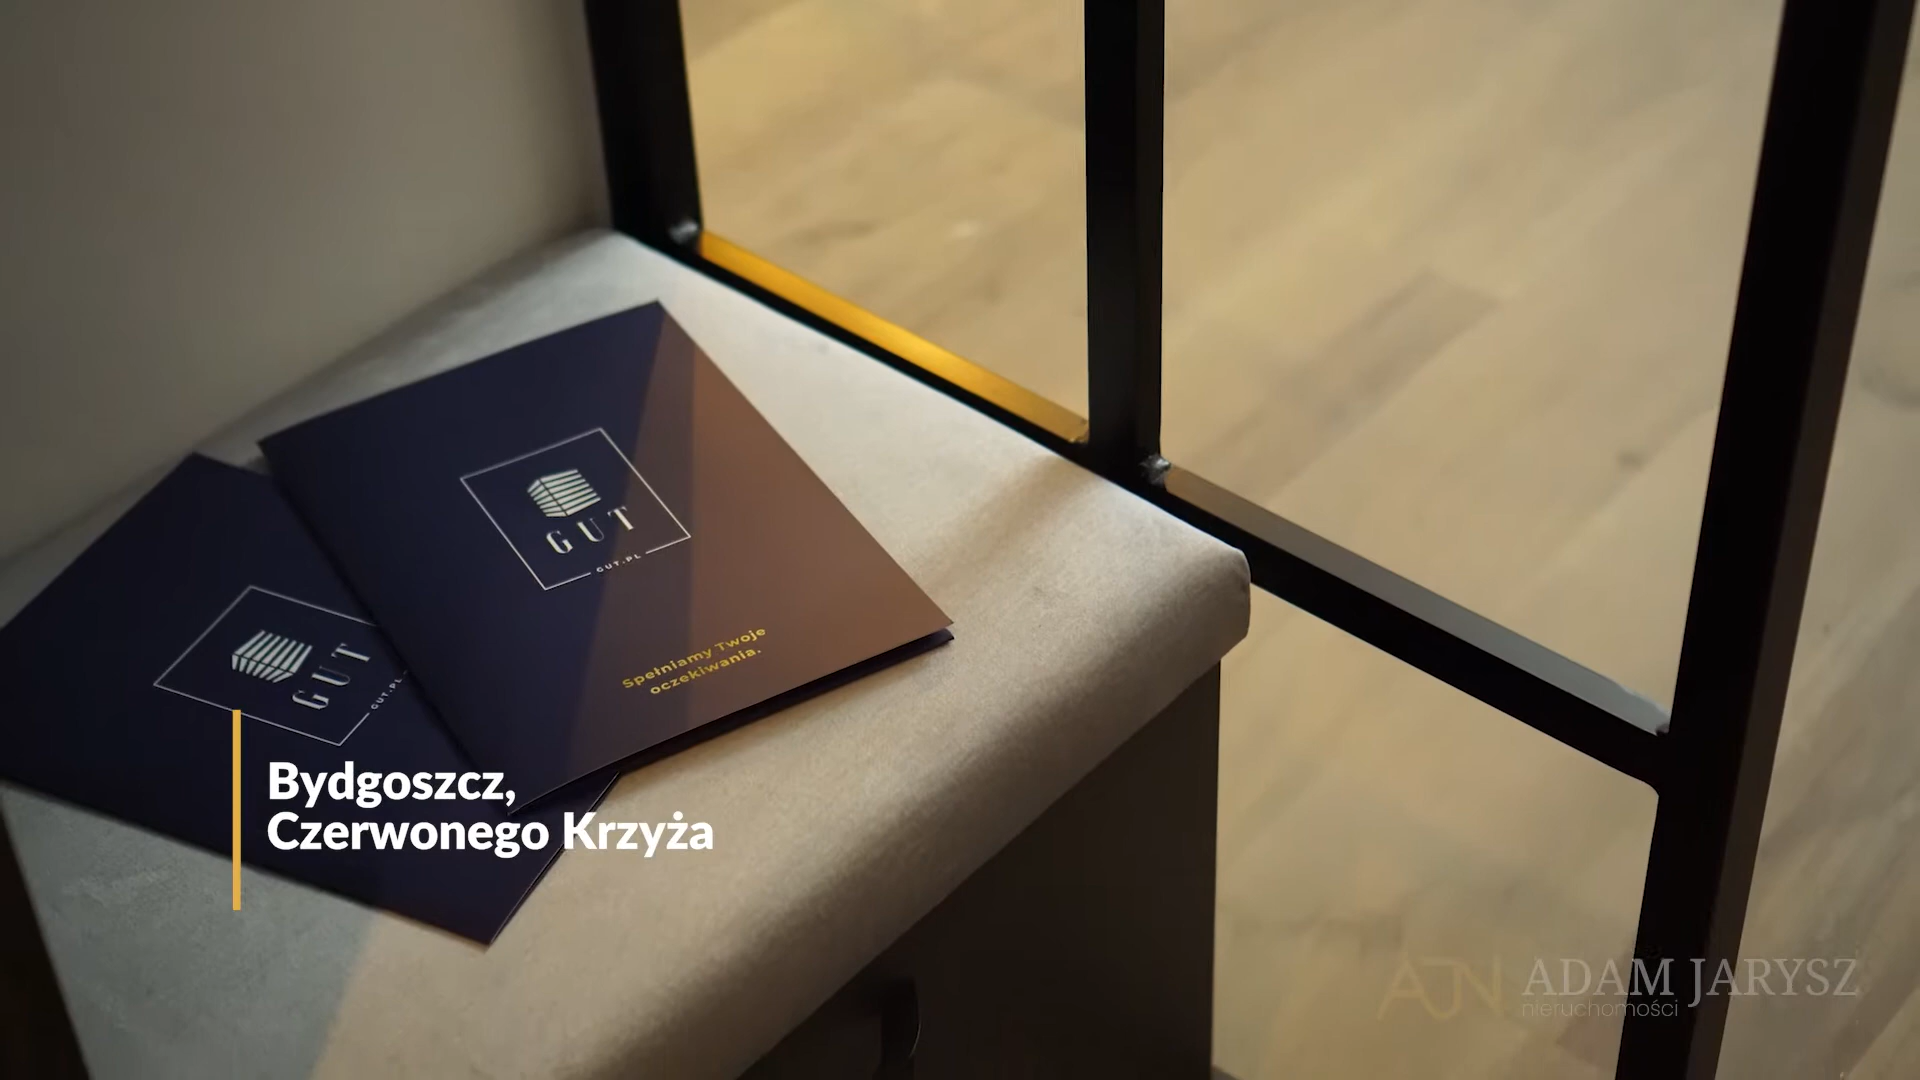 GUT
GUT.PL
Spełniamy Twoje
oczekiwania.
GUT
GUT.PL
Bydgoszcz,
Czerwonego Krzyża
AJN ADAM JARYSZ
nieruchomości